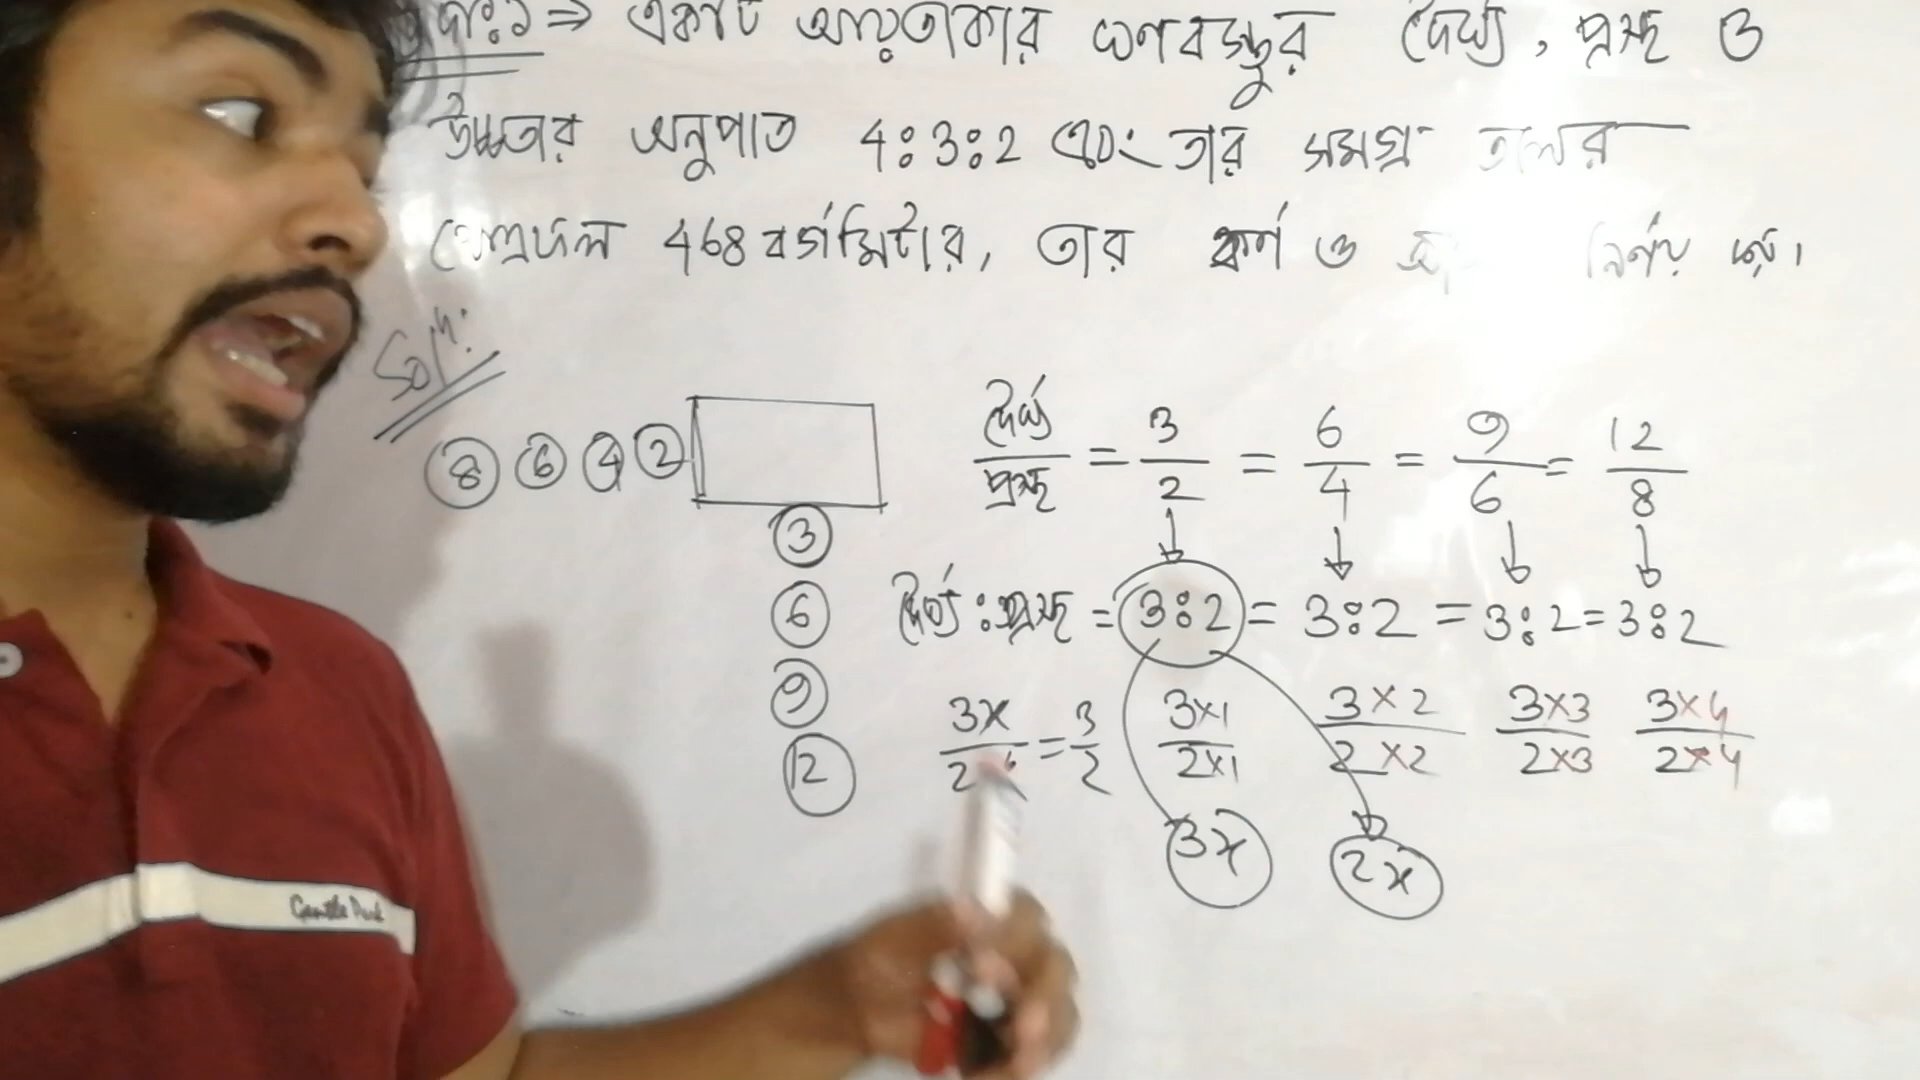 একটি আয়তাকার ঘনবস্তুর দৈর্ঘ্য, প্রস্থ ও
উচ্চতার অনুপাত 4:3:2 এবং তার সমগ্র তলের
ক্ষেত্রফল 468 বর্গমিটার, তার কর্ণ ও নির্ণয় কর।
Solⁿ:
8 6 4 2
3
6
9
12
দৈর্ঘ্য/প্রস্থ = 3/2 = 6/4 = 9/6 = 12/8
দৈর্ঘ্য : প্রস্থ = 3:2 = 3:2 = 3:2 = 3:2
3x/2x = 3/2 3×1/2×1 3×2/2×2 3×3/2×3 3×4/2×4
3x 2x
Gentle Park